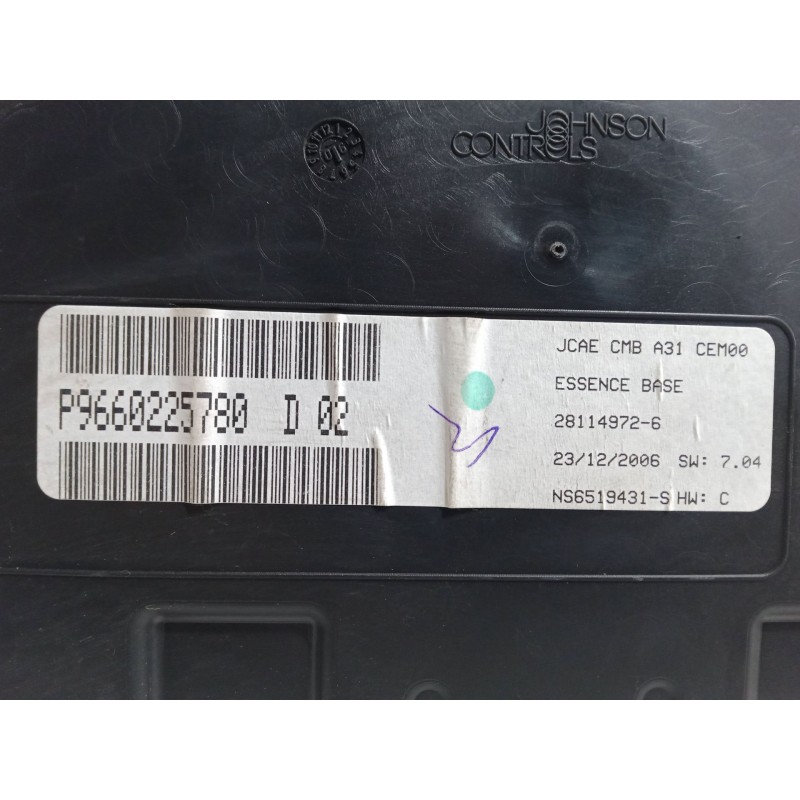 JOHNSON
CONTROLS
P9660225780 D 02
JCAE CMB A31 CEM00
ESSENCE BASE
28114972-6
23/12/2006 SW: 7.04
NS6519431-S HW: C